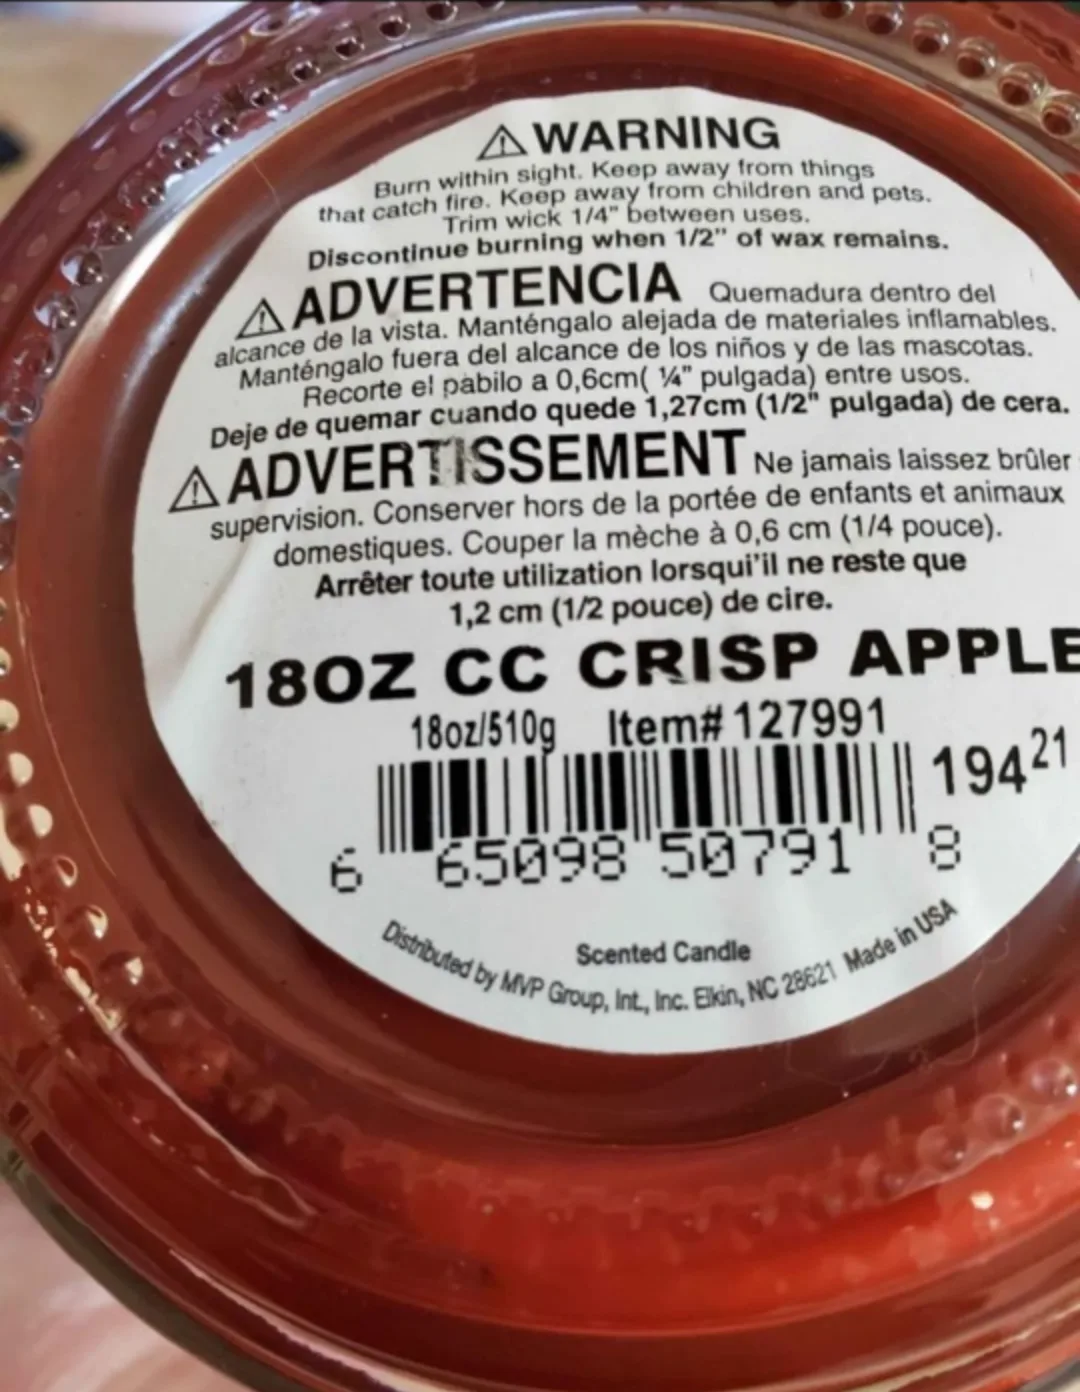 ⚠ WARNING
Burn within sight. Keep away from things
that catch fire. Keep away from children and pets.
Trim wick 1/4" between uses.
Discontinue burning when 1/2" of wax remains.
⚠ ADVERTENCIA Quemadura dentro del
alcance de la vista. Manténgalo alejada de materiales inflamables.
Manténgalo fuera del alcance de los niños y de las mascotas.
Recorte el pabilo a 0,6cm( ¼" pulgada) entre usos.
Deje de quemar cuando quede 1,27cm (1/2" pulgada) de cera.
⚠ ADVERTISSEMENT Ne jamais laissez brûler
supervision. Conserver hors de la portée de enfants et animaux
domestiques. Couper la mèche à 0,6 cm (1/4 pouce).
Arrêter toute utilization lorsqui'il ne reste que
1,2 cm (1/2 pouce) de cire.
18OZ CC CRISP APPLE
18oz/510g Item# 127991
194 21
6 65098 50791 8
Scented Candle
Distributed by MVP Group, Int., Inc. Elkin, NC 28621 Made in USA